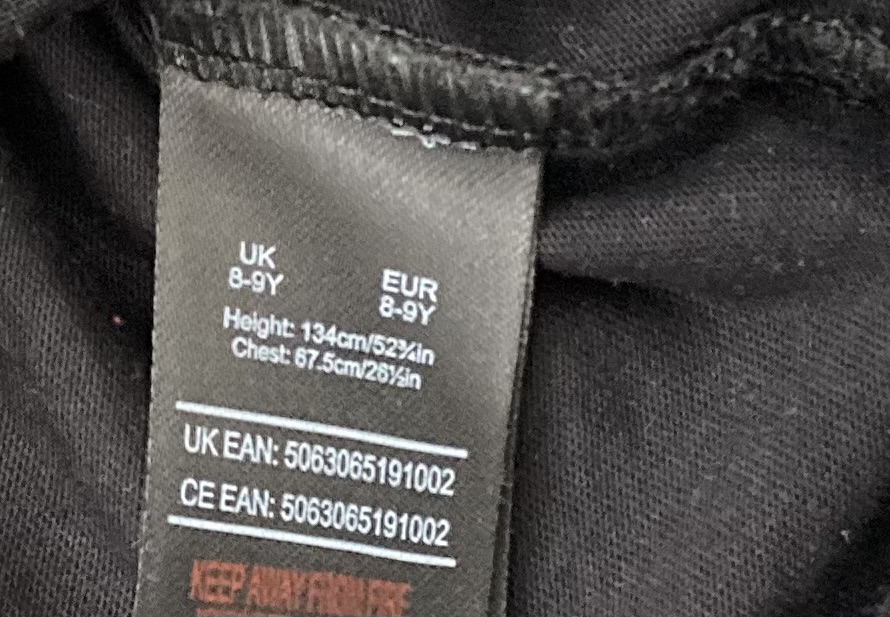 UK
8-9Y
EUR
8-9Y
Height: 134cm/52¾in
Chest: 67.5cm/26½in
UK EAN: 5063065191002
CE EAN: 5063065191002
KEEP AWAY FROM FIRE